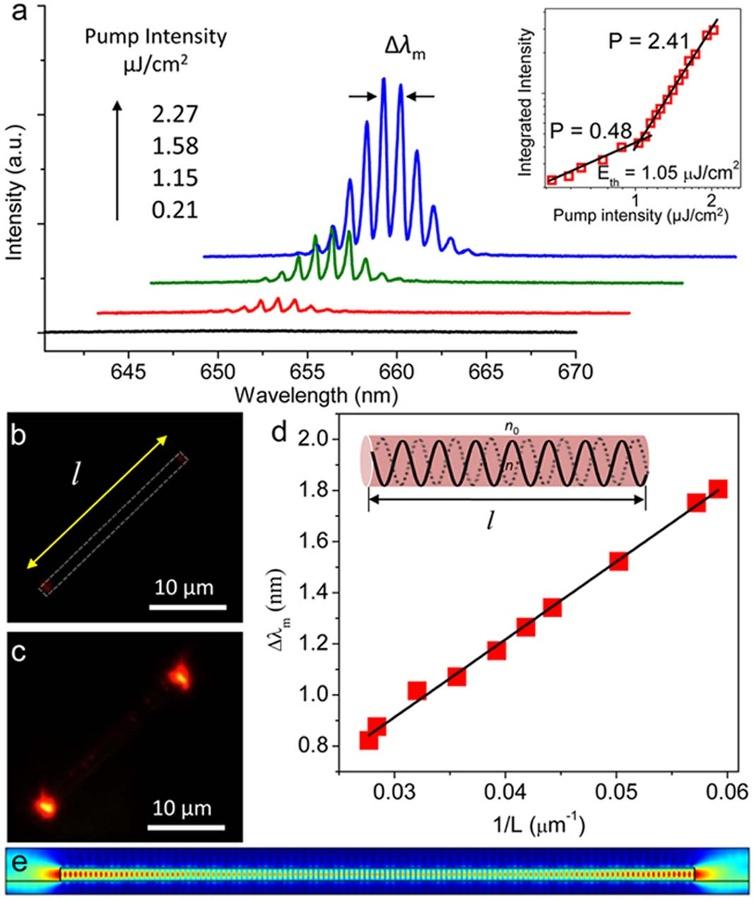 a
Pump Intensity
μJ/cm²
2.27
1.58
1.15
0.21
Δλm
Intensity (a.u.)
645 650 655 660 665 670
Wavelength (nm)
P = 2.41
P = 0.48
Eth = 1.05 μJ/cm²
Integrated Intensity
1 2
Pump intensity (μJ/cm²)
b
l
10 μm
c
10 μm
d
n₀
n
l
2.0
1.8
1.6
1.4
1.2
1.0
0.8
Δλm (nm)
0.03 0.04 0.05 0.06
1/L (μm⁻¹)
e